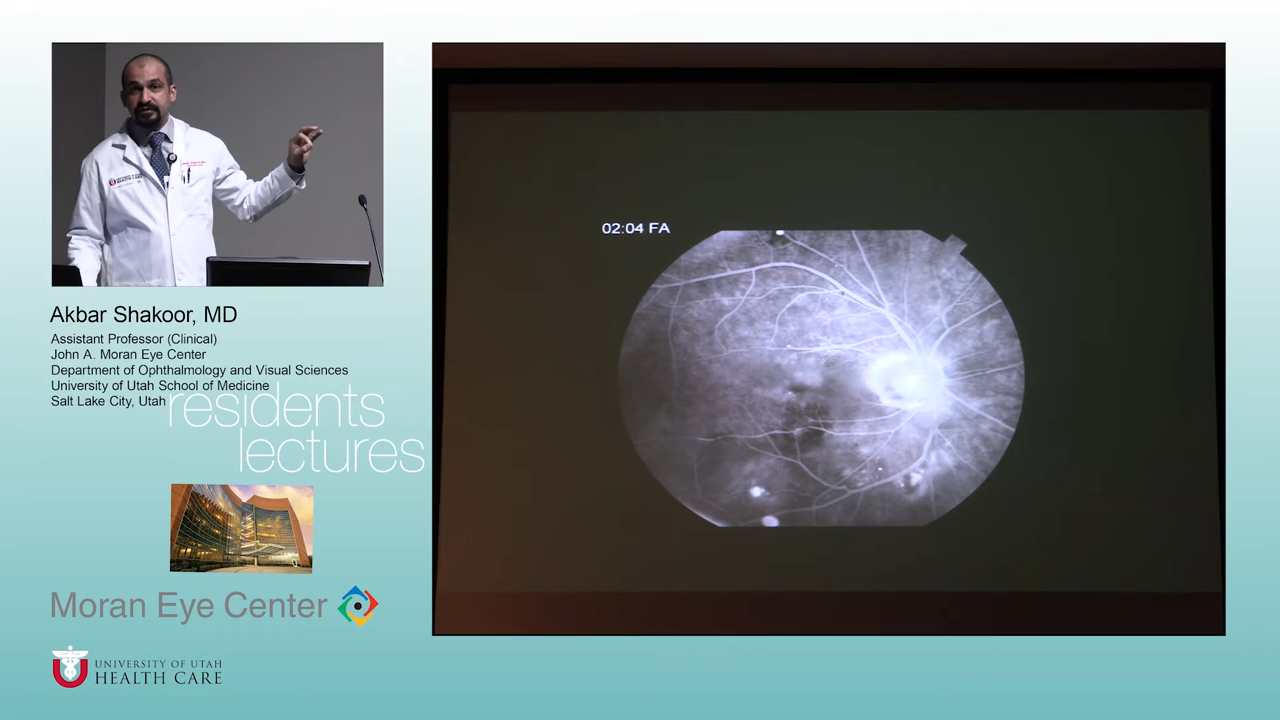 02:04 FA
HEALTH CARE
Akbar Shakoor, MD
Assistant Professor (Clinical)
John A. Moran Eye Center
Department of Ophthalmology and Visual Sciences
University of Utah School of Medicine
Salt Lake City, Utah
residents
lectures
Moran Eye Center
UNIVERSITY OF UTAH
HEALTH CARE